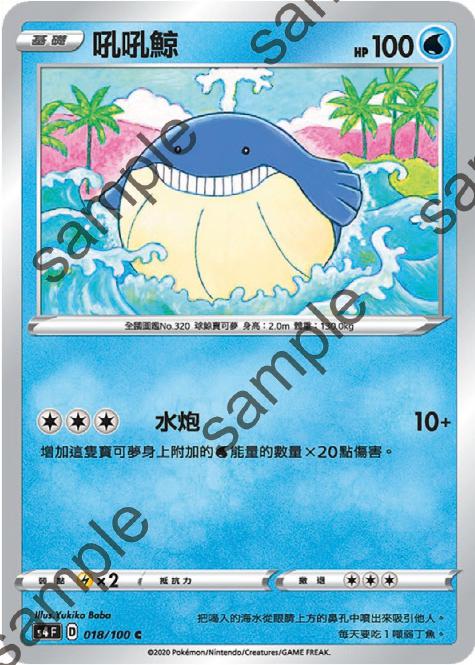 基礎 吼吼鯨 HP 100
全國圖鑑No.320 球鯨寶可夢 身高：2.0m 體重：130.0kg
水炮 10+
增加這隻寶可夢身上附加的能量的數量×20點傷害。
弱點 ×2 抵抗力 撤退
Illus. Yukiko Baba
s4 F D 018/100 C
把喝入的海水從眼睛上方的鼻孔中噴出來吸引他人。
每天要吃1噸弱丁魚。
©2020 Pokémon/Nintendo/Creatures/GAME FREAK.
sample
sample
sample
sample
sample
sample